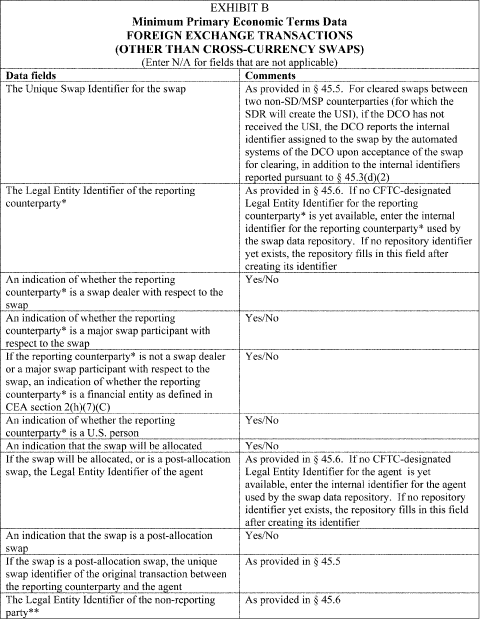 EXHIBIT B
Minimum Primary Economic Terms Data
FOREIGN EXCHANGE TRANSACTIONS
(OTHER THAN CROSS-CURRENCY SWAPS)
(Enter N/A for fields that are not applicable)
Data fields
Comments
The Unique Swap Identifier for the swap
As provided in § 45.5. For cleared swaps between
two non-SD/MSP counterparties (for which the
SDR will create the USI), if the DCO has not
received the USI, the DCO reports the internal
identifier assigned to the swap by the automated
systems of the DCO upon acceptance of the swap
for clearing, in addition to the internal identifiers
reported pursuant to § 45.3(d)(2)
The Legal Entity Identifier of the reporting
counterparty*
As provided in § 45.6. If no CFTC-designated
Legal Entity Identifier for the reporting
counterparty* is yet available, enter the internal
identifier for the reporting counterparty* used by
the swap data repository. If no repository identifier
yet exists, the repository fills in this field after
creating its identifier
An indication of whether the reporting
counterparty* is a swap dealer with respect to the
swap
Yes/No
An indication of whether the reporting
counterparty* is a major swap participant with
respect to the swap
Yes/No
If the reporting counterparty* is not a swap dealer
or a major swap participant with respect to the
swap, an indication of whether the reporting
counterparty* is a financial entity as defined in
CEA section 2(h)(7)(C)
Yes/No
An indication of whether the reporting
counterparty* is a U.S. person
Yes/No
An indication that the swap will be allocated
Yes/No
If the swap will be allocated, or is a post-allocation
swap, the Legal Entity Identifier of the agent
As provided in § 45.6. If no CFTC-designated
Legal Entity Identifier for the agent is yet
available, enter the internal identifier for the agent
used by the swap data repository. If no repository
identifier yet exists, the repository fills in this field
after creating its identifier
An indication that the swap is a post-allocation
swap
Yes/No
If the swap is a post-allocation swap, the unique
swap identifier of the original transaction between
the reporting counterparty and the agent
As provided in § 45.5
The Legal Entity Identifier of the non-reporting
party**
As provided in § 45.6